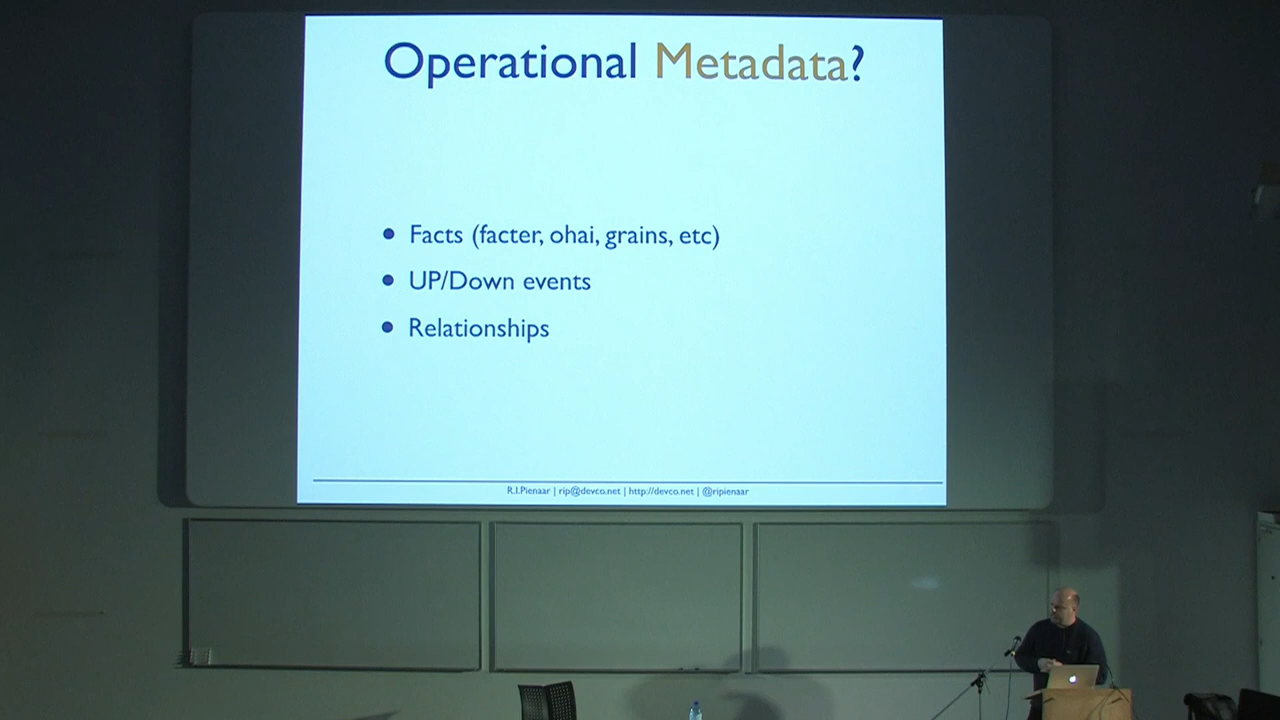 Operational Metadata?
• Facts (facter, ohai, grains, etc)
• UP/Down events
• Relationships
R.I.Pienaar | rip@devco.net | http://devco.net | @ripienaar